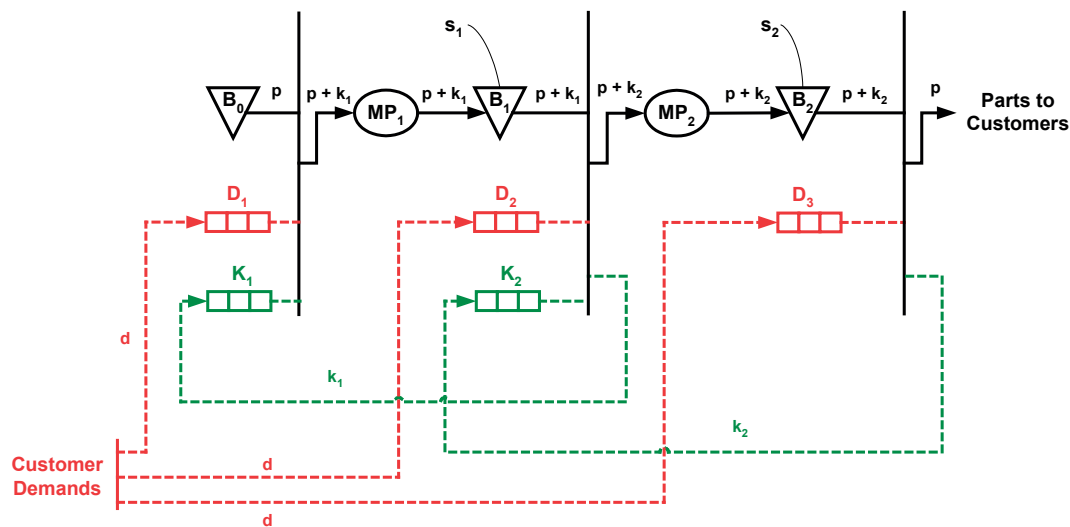 s₁
s₂
B₀
p
p + k₁
MP₁
p + k₁
B₁
p + k₁
p + k₂
MP₂
p + k₂
B₂
p + k₂
p
Parts to
Customers
D₁
D₂
D₃
K₁
K₂
d
k₁
k₂
Customer
Demands
d
d